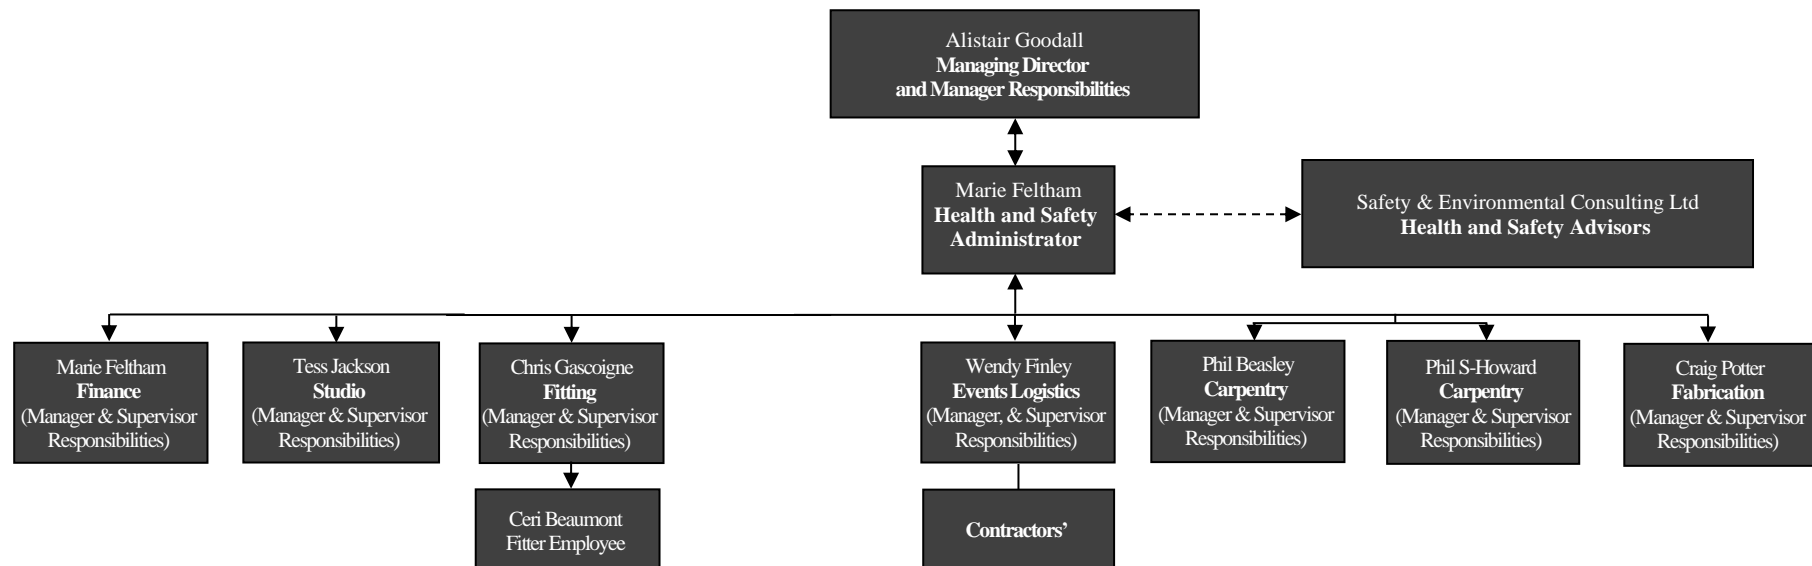 Alistair Goodall
Managing Director
and Manager Responsibilities
Marie Feltham
Health and Safety
Administrator
Safety & Environmental Consulting Ltd
Health and Safety Advisors
Marie Feltham
Finance
(Manager & Supervisor
Responsibilities)
Tess Jackson
Studio
(Manager & Supervisor
Responsibilities)
Chris Gascoigne
Fitting
(Manager & Supervisor
Responsibilities)
Wendy Finley
Events Logistics
(Manager, & Supervisor
Responsibilities)
Phil Beasley
Carpentry
(Manager & Supervisor
Responsibilities)
Phil S-Howard
Carpentry
(Manager & Supervisor
Responsibilities)
Craig Potter
Fabrication
(Manager & Supervisor
Responsibilities)
Ceri Beaumont
Fitter Employee
Contractors’